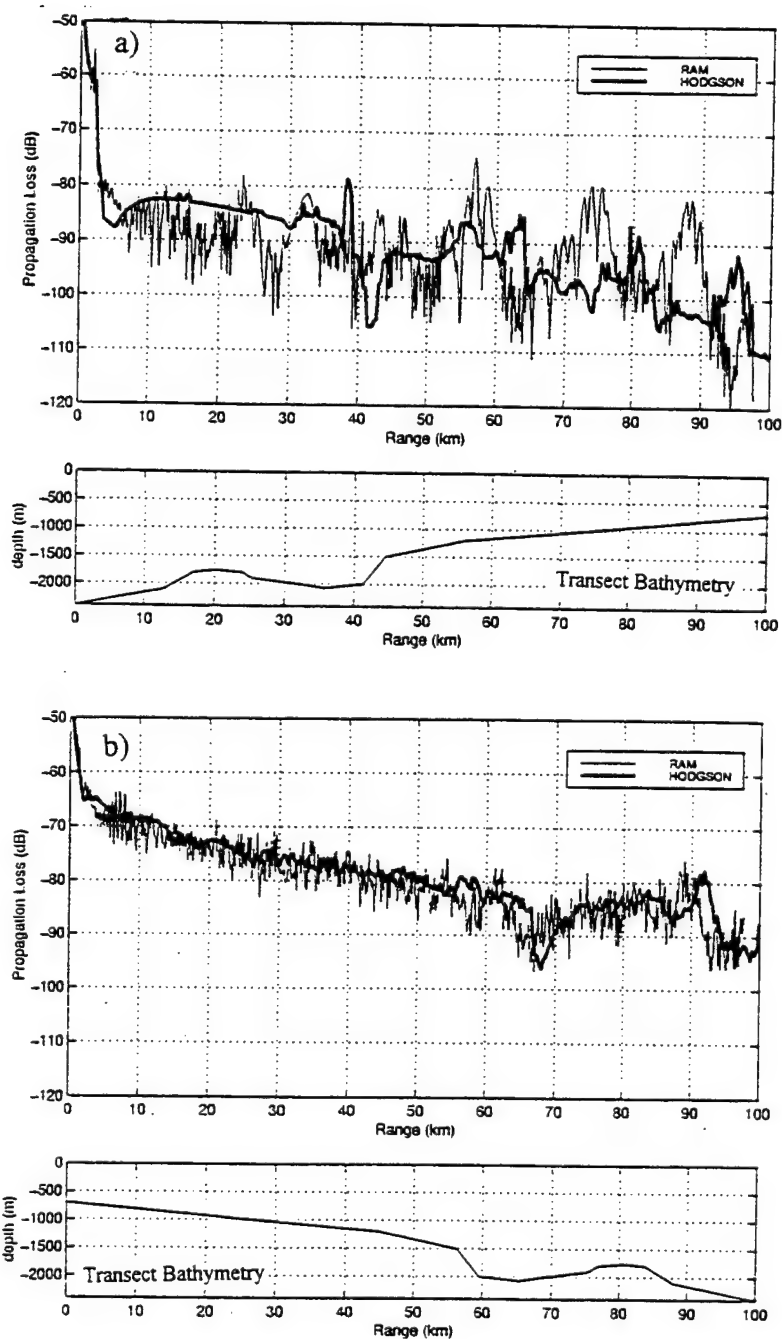 a)
RAM
HODGSON
Propagation Loss (dB)
-50
-60
-70
-80
-90
-100
-110
-120
0 10 20 30 40 50 60 70 80 90 100
Range (km)
depth (m)
0
-500
-1000
-1500
-2000
Transect Bathymetry
0 10 20 30 40 50 60 70 80 90 100
Range (km)
b)
RAM
HODGSON
Propagation Loss (dB)
-50
-60
-70
-80
-90
-100
-110
-120
0 10 20 30 40 50 60 70 80 90 100
Range (km)
depth (m)
0
-500
-1000
-1500
-2000
Transect Bathymetry
0 10 20 30 40 50 60 70 80 90 100
Range (km)